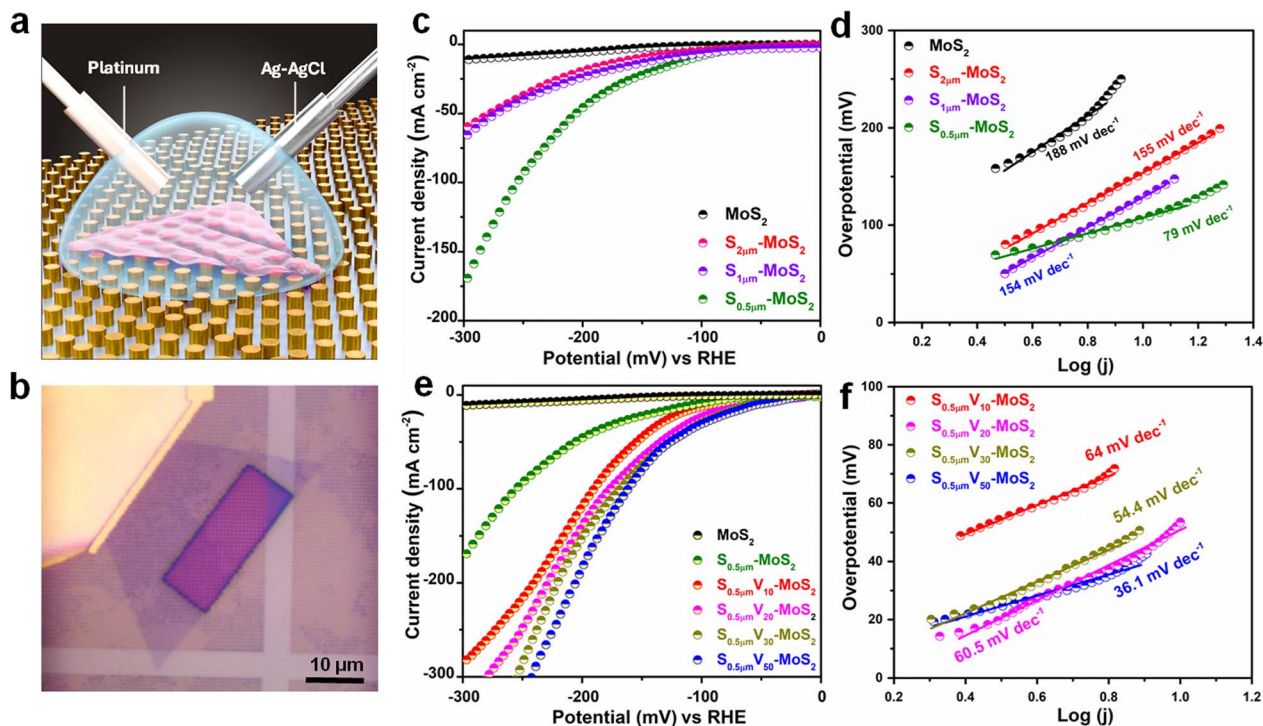 a
Platinum
Ag-AgCl
b
10 µm
c
0
-50
-100
-150
-200
Current density (mA cm⁻²)
-300
-200
-100
0
Potential (mV) vs RHE
MoS₂
S₂μm-MoS₂
S₁μm-MoS₂
S₀.₅μm-MoS₂
d
300
200
100
0
Overpotential (mV)
0.2
0.4
0.6
0.8
1.0
1.2
1.4
Log (j)
MoS₂
S₂μm-MoS₂
S₁μm-MoS₂
S₀.₅μm-MoS₂
188 mV dec⁻¹
155 mV dec⁻¹
79 mV dec⁻¹
154 mV dec⁻¹
e
0
-100
-200
-300
Current density (mA cm⁻²)
-300
-200
-100
0
Potential (mV) vs RHE
MoS₂
S₀.₅μm-MoS₂
S₀.₅μmV₁₀-MoS₂
S₀.₅μmV₂₀-MoS₂
S₀.₅μmV₃₀-MoS₂
S₀.₅μmV₅₀-MoS₂
f
100
80
60
40
20
0
Overpotential (mV)
0.2
0.4
0.6
0.8
1.0
1.2
Log (j)
S₀.₅μmV₁₀-MoS₂
S₀.₅μmV₂₀-MoS₂
S₀.₅μmV₃₀-MoS₂
S₀.₅μmV₅₀-MoS₂
64 mV dec⁻¹
54.4 mV dec⁻¹
36.1 mV dec⁻¹
60.5 mV dec⁻¹